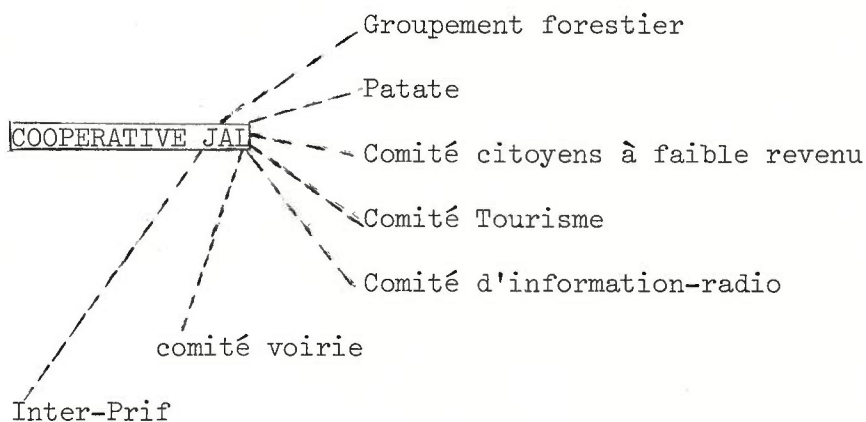 Groupement forestier
Patate
COOPERATIVE JAL
Comité citoyens à faible revenu
Comité Tourisme
Comité d'information-radio
comité voirie
Inter-Prif